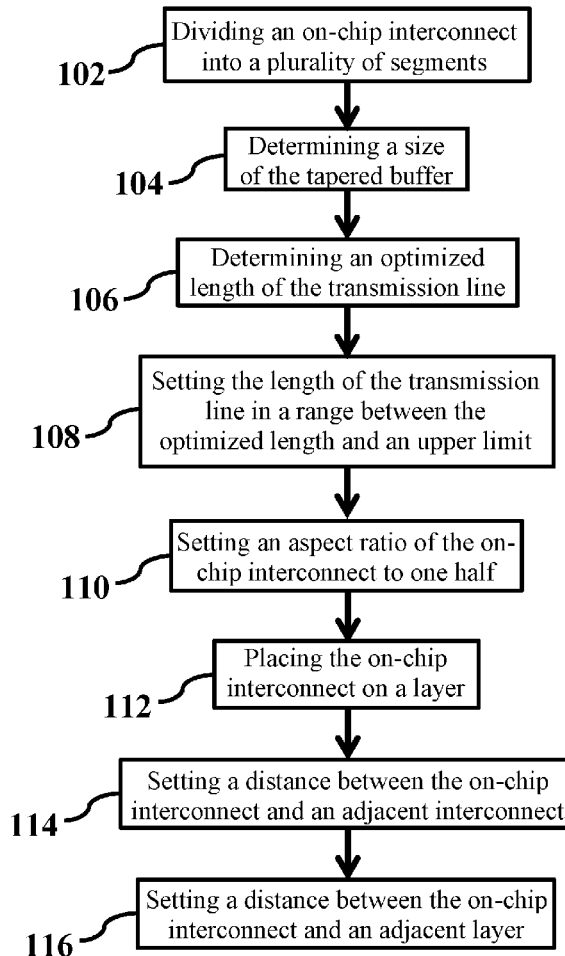 Dividing an on-chip interconnect
into a plurality of segments
102
Determining a size
of the tapered buffer
104
Determining an optimized
length of the transmission line
106
Setting the length of the transmission
line in a range between the
optimized length and an upper limit
108
Setting an aspect ratio of the on-
chip interconnect to one half
110
Placing the on-chip
interconnect on a layer
112
Setting a distance between the on-chip
interconnect and an adjacent interconnect
114
Setting a distance between the on-chip
interconnect and an adjacent layer
116